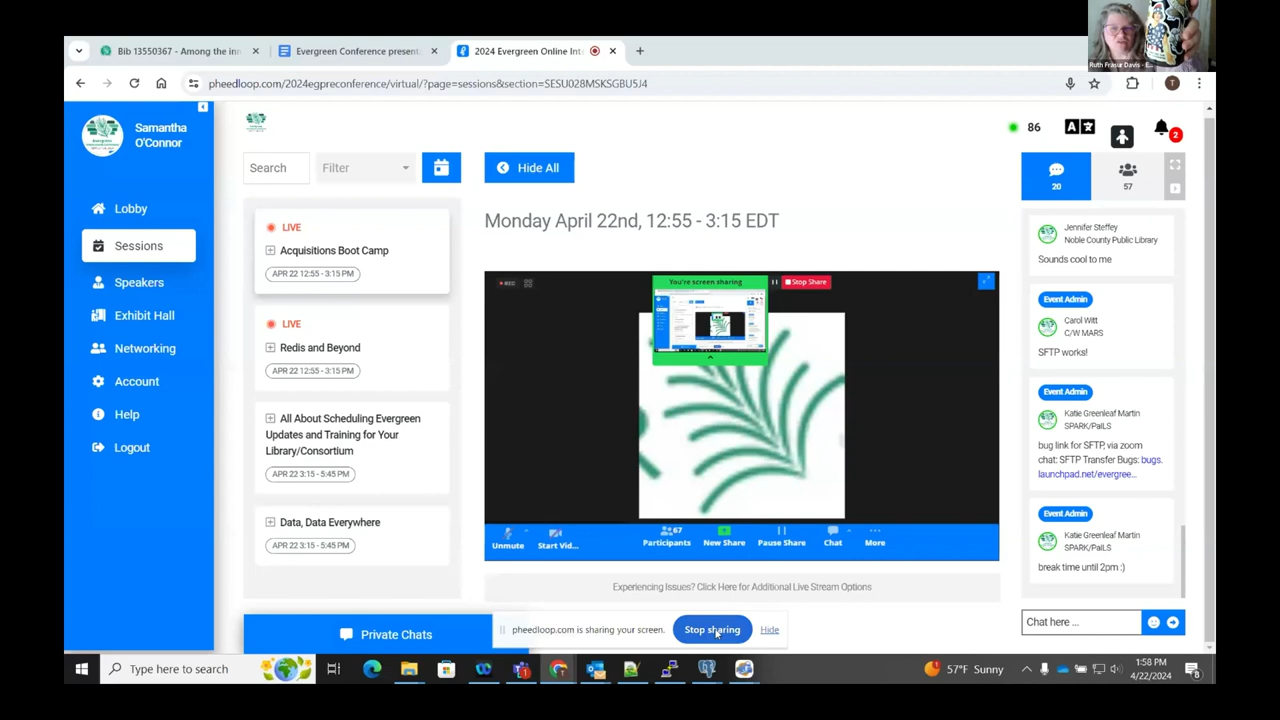 Bib 13550367 - Among the inn
Evergreen Conference present
2024 Evergreen Online Int
Ruth Frasur Davis - E
pheedloop.com/2024egpreconference/virtual/?page=sessions&section=SESU028MSKSGBU5J4
T
Samantha
O'Connor
Lobby
Sessions
Speakers
Exhibit Hall
Networking
Account
Help
Logout
86
2
Search
Filter
Hide All
20
57
LIVE
Acquisitions Boot Camp
APR 22 12:55 - 3:15 PM
LIVE
Redis and Beyond
APR 22 12:55 - 3:15 PM
All About Scheduling Evergreen
Updates and Training for Your
Library/Consortium
APR 22 3:15 - 5:45 PM
Data, Data Everywhere
APR 22 3:15 - 5:45 PM
Monday April 22nd, 12:55 - 3:15 EDT
REC
You're screen sharing
Stop Share
Unmute
Start Vid...
67
Participants
New Share
Pause Share
Chat
More
Experiencing Issues? Click Here for Additional Live Stream Options
Jennifer Steffey
Noble County Public Library
Sounds cool to me
Event Admin
Carol Witt
C/W MARS
SFTP works!
Event Admin
Katie Greenleaf Martin
SPARK/PaILS
bug link for SFTP, via zoom
chat: SFTP Transfer Bugs: bugs.
launchpad.net/evergree...
Event Admin
Katie Greenleaf Martin
SPARK/PaILS
break time until 2pm :)
Chat here ...
Private Chats
pheedloop.com is sharing your screen.
Stop sharing
Hide
Type here to search
57°F Sunny
1:58 PM
4/22/2024
8